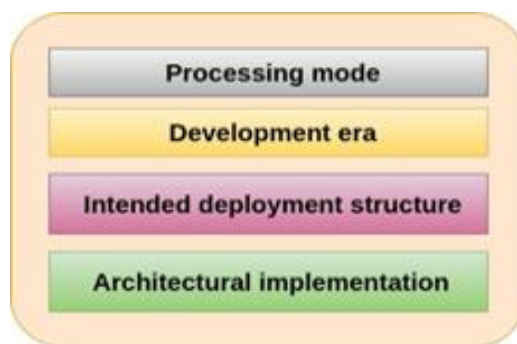 Processing mode
Development era
Intended deployment structure
Architectural implementation